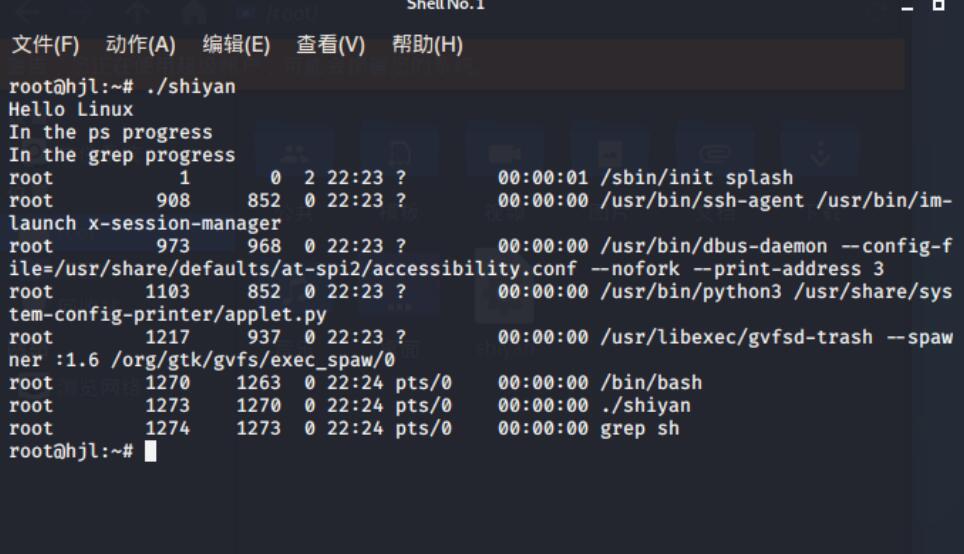 Shell No. 1
文件(F) 动作(A) 编辑(E) 查看(V) 帮助(H)
root@hjl:~# ./shiyan
Hello Linux
In the ps progress
In the grep progress
root 1 0 2 22:23 ? 00:00:01 /sbin/init splash
root 908 852 0 22:23 ? 00:00:00 /usr/bin/ssh-agent /usr/bin/im-
launch x-session-manager
root 973 968 0 22:23 ? 00:00:00 /usr/bin/dbus-daemon --config-f
ile=/usr/share/defaults/at-spi2/accessibility.conf --nofork --print-address 3
root 1103 852 0 22:23 ? 00:00:00 /usr/bin/python3 /usr/share/sys
tem-config-printer/applet.py
root 1217 937 0 22:23 ? 00:00:00 /usr/libexec/gvfsd-trash --spaw
ner :1.6 /org/gtk/gvfs/exec_spaw/0
root 1270 1263 0 22:24 pts/0 00:00:00 /bin/bash
root 1273 1270 0 22:24 pts/0 00:00:00 ./shiyan
root 1274 1273 0 22:24 pts/0 00:00:00 grep sh
root@hjl:~#